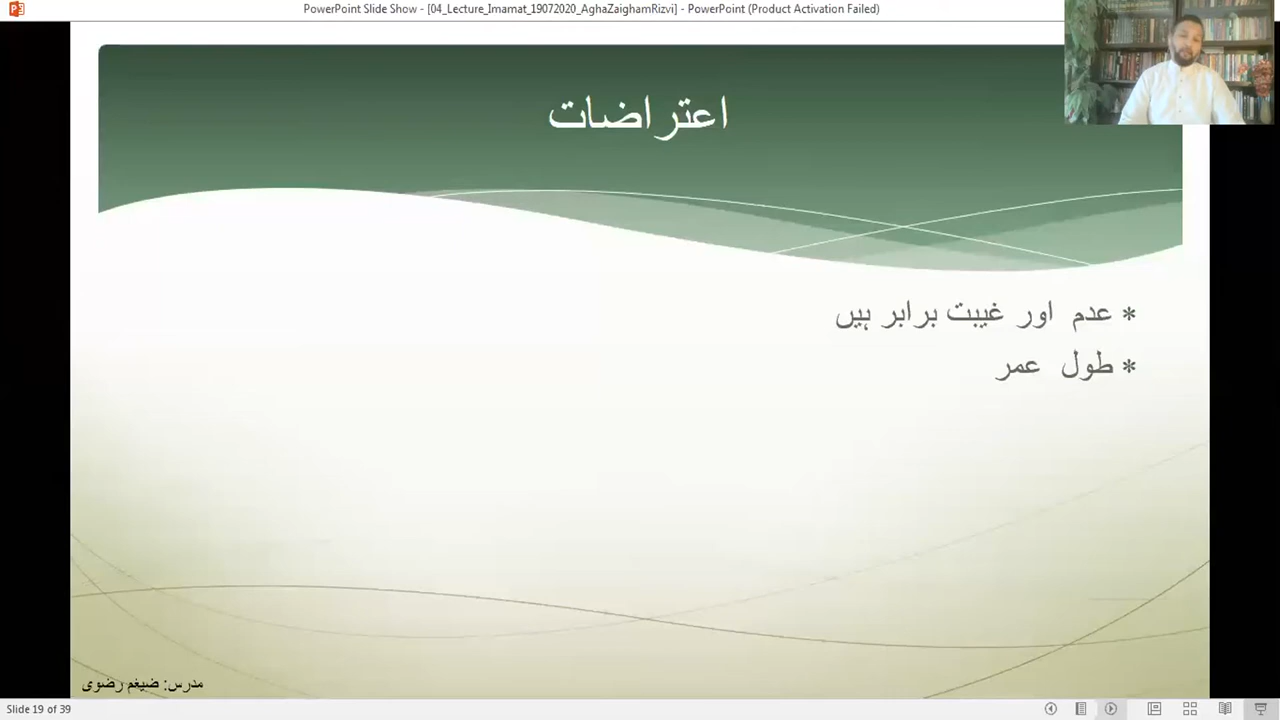 PowerPoint Slide Show - [04_Lecture_Imamat_19072020_AghaZaighamRizvi] - PowerPoint (Product Activation Failed)
اعتراضات
* عدم اور غیبت برابر ہیں
* طول عمر
مدرس: ضیغم رضوی
Slide 19 of 39